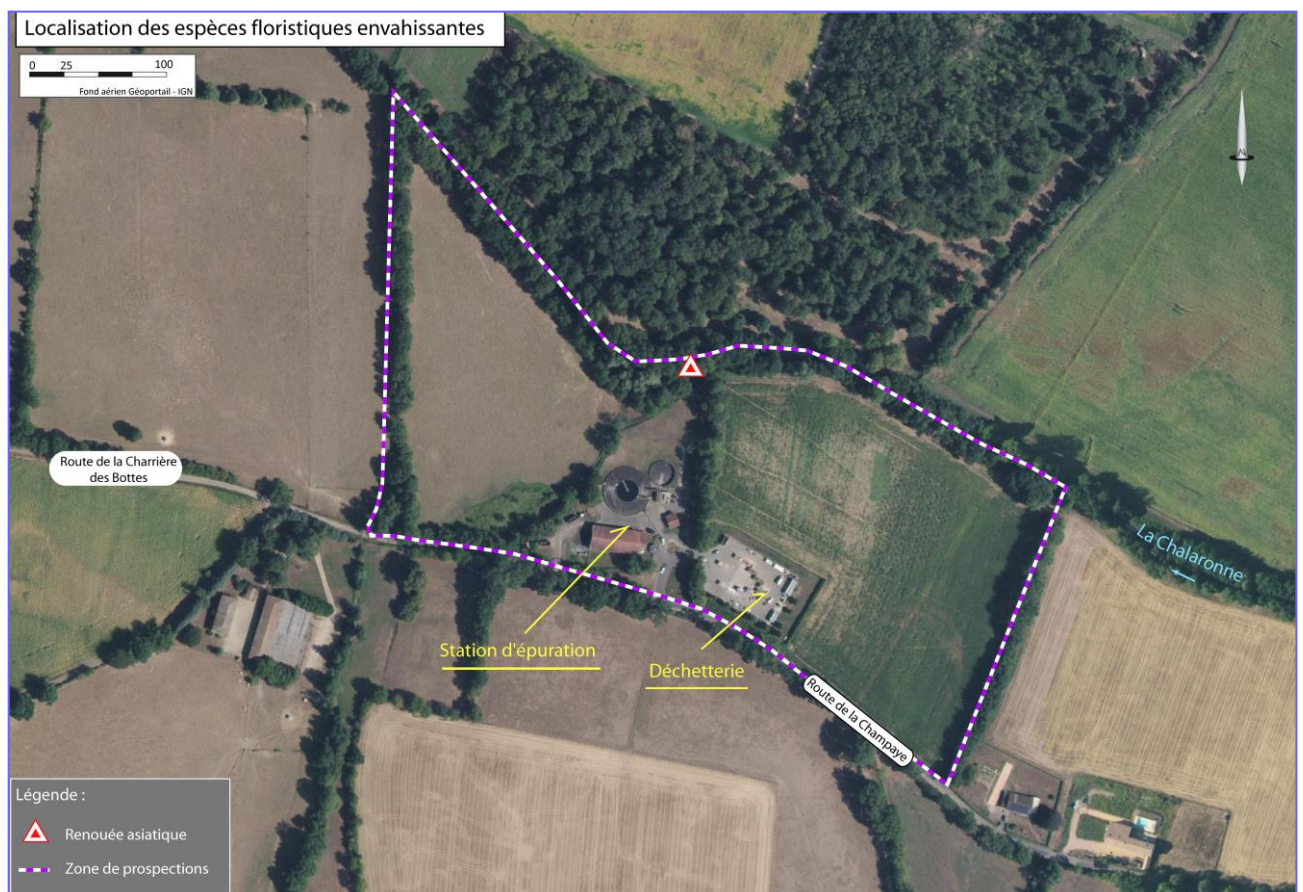 Localisation des espèces floristiques envahissantes
0 25 100
Fond aérien Géoportail - IGN
N
Route de la Charrière
des Bottes
La Chalaronne
Station d'épuration
Déchetterie
Route de la Champaye
Légende :
Renouée asiatique
Zone de prospections